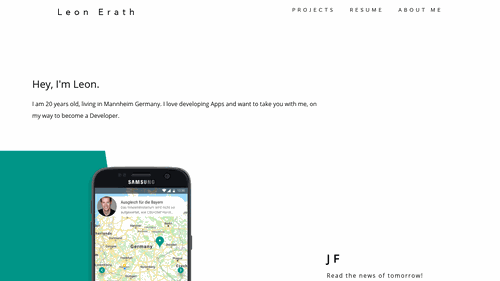 Leon Erath
PROJECTS RESUME ABOUT ME
Hey, I'm Leon.
I am 20 years old, living in Mannheim Germany. I love developing Apps and want to take you with me, on
my way to become a Developer.
SAMSUNG
Ausgleich für die Bayern
Germany
JF
Read the news of tomorrow!